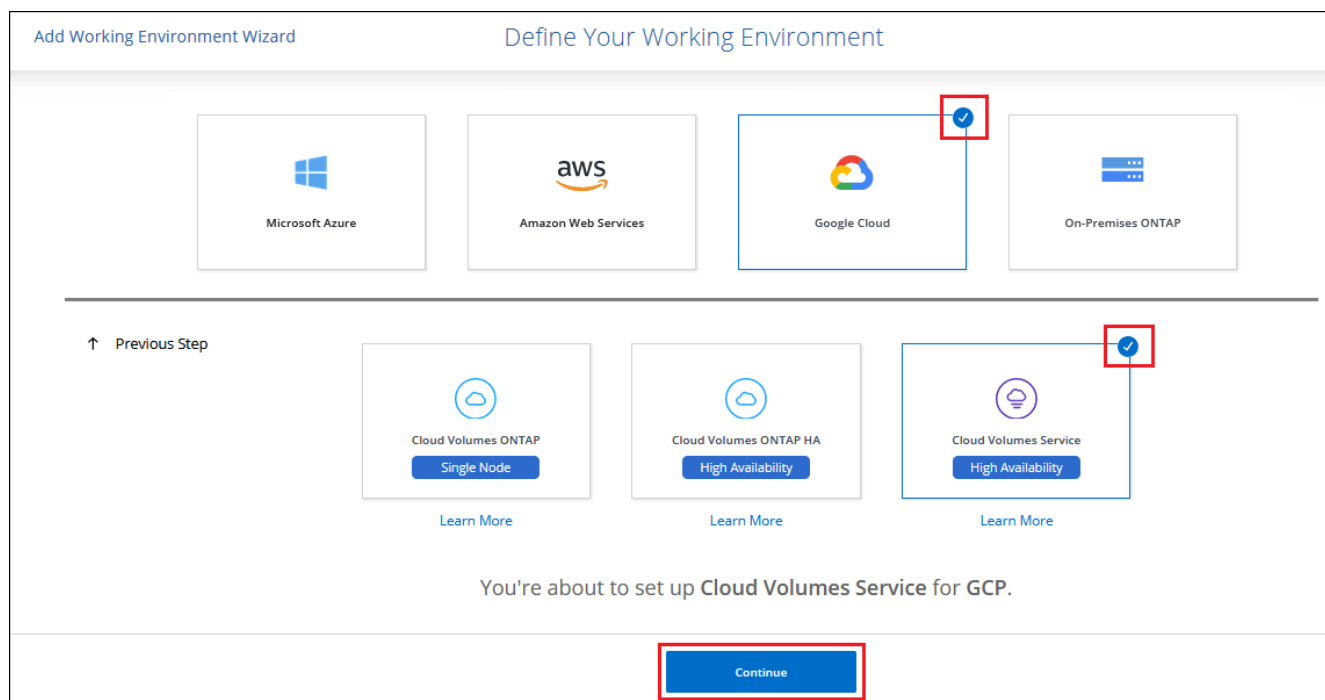 Add Working Environment Wizard
Define Your Working Environment
aws
Microsoft Azure
Amazon Web Services
Google Cloud
On-Premises ONTAP
↑ Previous Step
Cloud Volumes ONTAP
Single Node
Learn More
Cloud Volumes ONTAP HA
High Availability
Learn More
Cloud Volumes Service
High Availability
Learn More
You're about to set up Cloud Volumes Service for GCP.
Continue